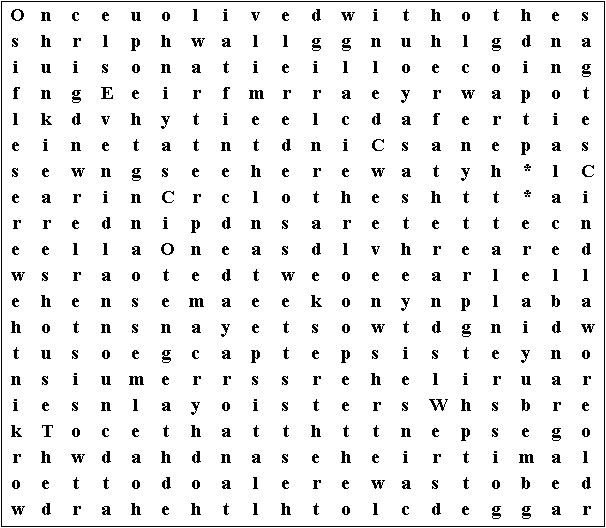 O n c e u o l i v e d w i t h o t h e s
s h r l p h w a l l g g n u h l g d n a
i u i s o n a t i e i l l o e c o i n g
f n g E e i r f m r r a e y r w a p o t
l k d v h y t i e e l c d a f e r t i e
e i n e t a t n t d n i C s a n e p a s
s e w n g s e e h e r e w a t y h * l C
e a r i n C r c l o t h e s h t t * a i
r r e d n i p d n s a r e t e t t e c n
e e l l a O n e a s d l v h r e a r e d
w s r a o t e d t w e o e e a r l e l l
e h e n s e m a e e k o n y n p l a b a
h o t n s n a y e t s o w t d g n i d w
t u s o e g c a p t e p s i s t e y n o
n s i u m e r r s s r e h e l i r u a r
i e s n l a y o i s t e r s W h s b r e
k T o c e t h a t t h t t n e p s e g o
r h w d a h d n a s e h e i r t i m a l
o e t t o d o a l e r e w a s t o b e d
w d r a h e h t l h t o l c d e g g a r